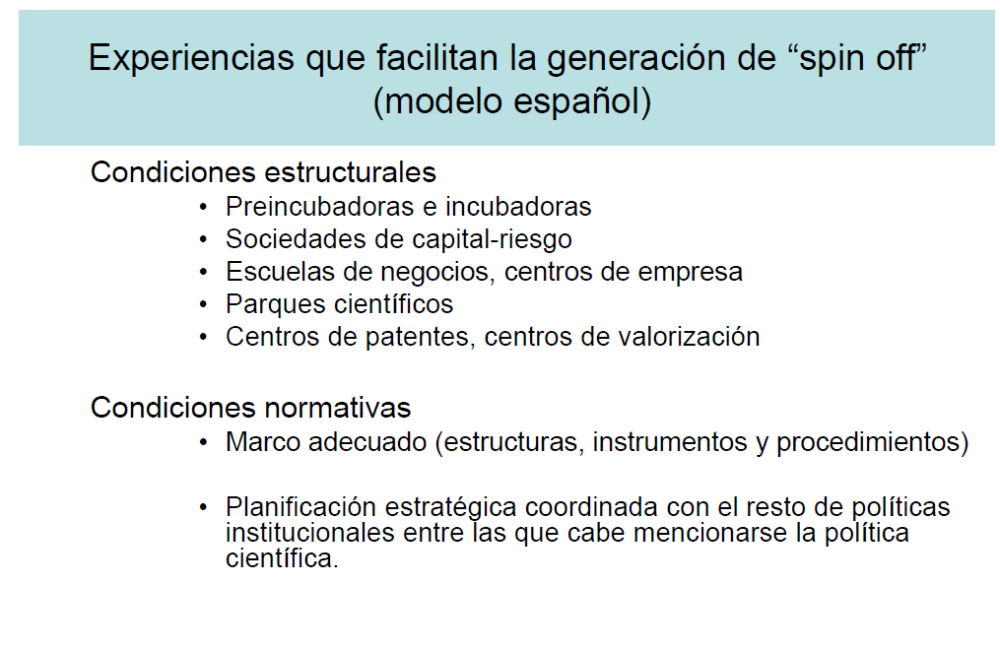 Experiencias que facilitan la generación de “spin off”
(modelo español)
Condiciones estructurales
• Preincubadoras e incubadoras
• Sociedades de capital-riesgo
• Escuelas de negocios, centros de empresa
• Parques científicos
• Centros de patentes, centros de valorización
Condiciones normativas
• Marco adecuado (estructuras, instrumentos y procedimientos)
• Planificación estratégica coordinada con el resto de políticas
institucionales entre las que cabe mencionarse la política
científica.